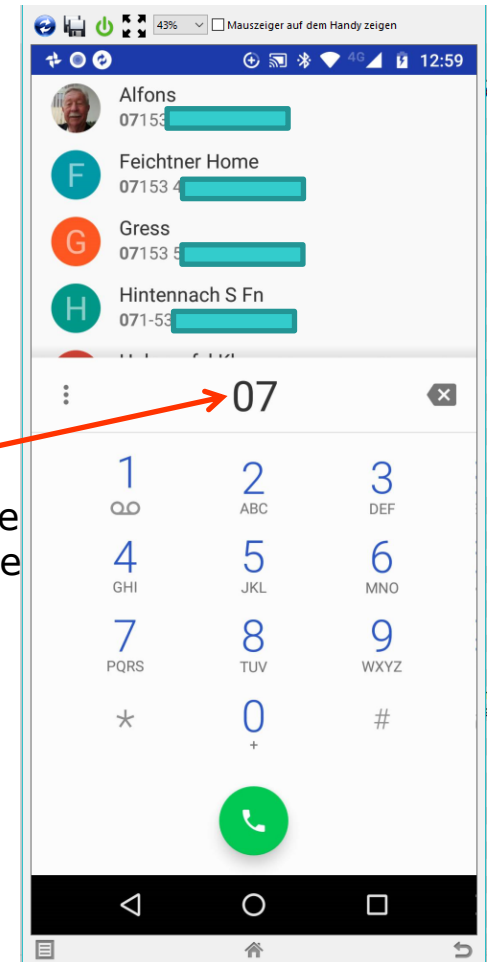 43% Mauszeiger auf dem Handy zeigen
4G 12:59
Alfons
07153
Feichtner Home
07153 4
F
Gress
07153 5
G
Hintennach S Fn
071-53
H
07
1 2 3
ABC DEF
4 5 6
GHI JKL MNO
7 8 9
PQRS TUV WXYZ
* 0 #
+
e
e